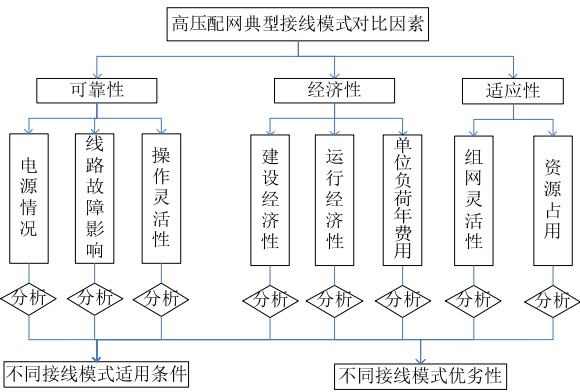 高压配网典型接线模式对比因素
可靠性
经济性
适应性
电源情况
线路故障影响
操作灵活性
建设经济性
运行经济性
单位负荷年费用
组网灵活性
资源占用
分析
分析
分析
分析
分析
分析
分析
分析
不同接线模式适用条件
不同接线模式优劣性